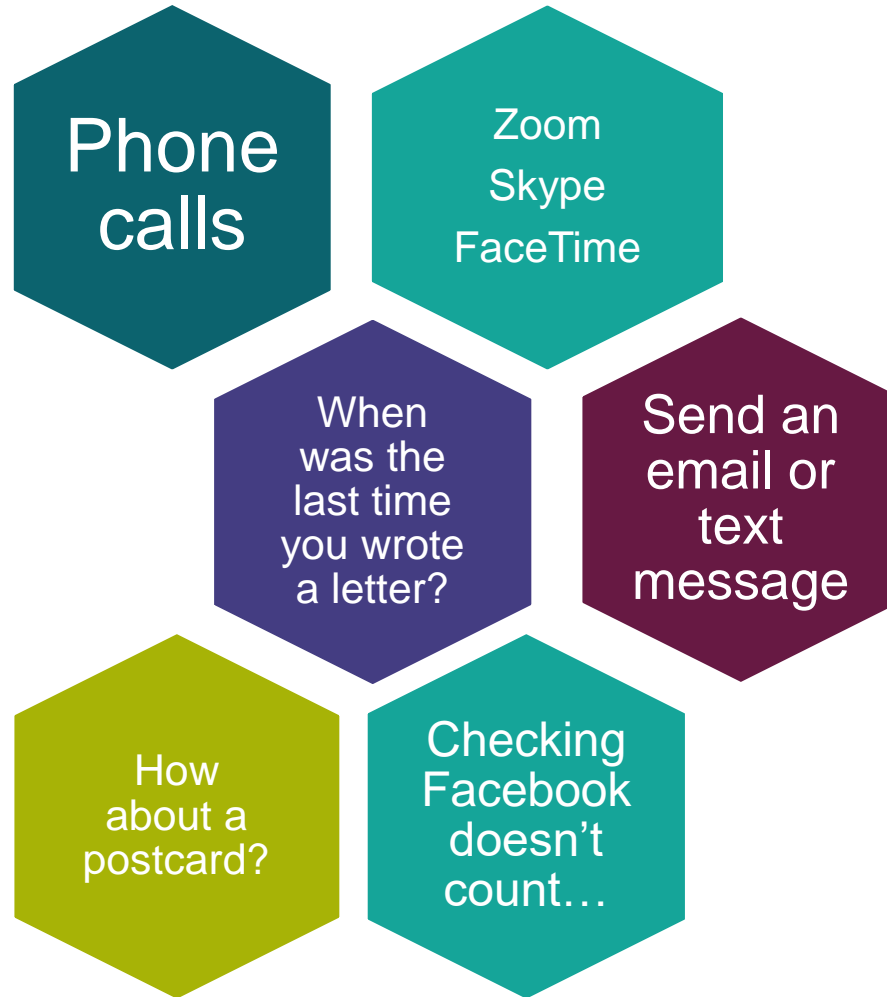 Phone
calls
Zoom
Skype
FaceTime
When
was the
last time
you wrote
a letter?
Send an
email or
text
message
How
about a
postcard?
Checking
Facebook
doesn’t
count…